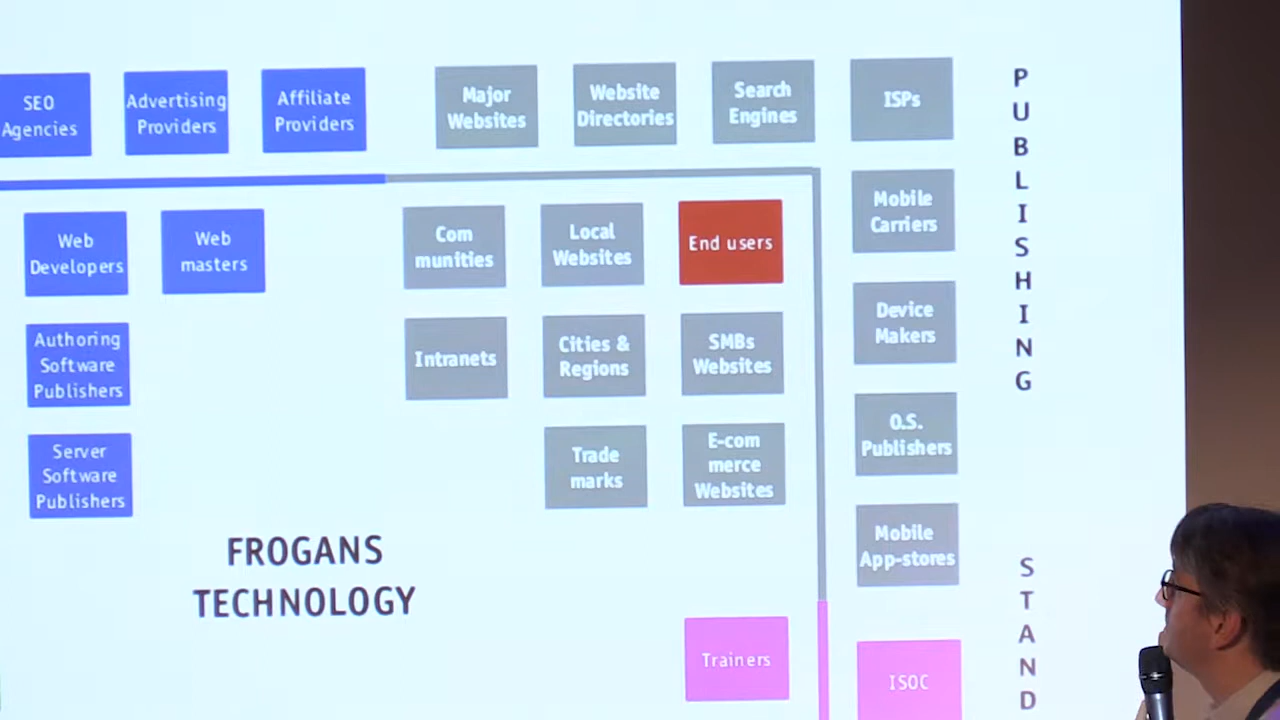 SEO
Agencies
Advertising
Providers
Affiliate
Providers
Major
Websites
Website
Directories
Search
Engines
ISPs
Web
Developers
Web
masters
Com
munities
Local
Websites
End users
Mobile
Carriers
Authoring
Software
Publishers
Intranets
Cities &
Regions
SMBs
Websites
Device
Makers
Server
Software
Publishers
Trade
marks
E-com
merce
Websites
O.S.
Publishers
Mobile
App-stores
FROGANS
TECHNOLOGY
Trainers
ISOC
PUBLISHING
STAND